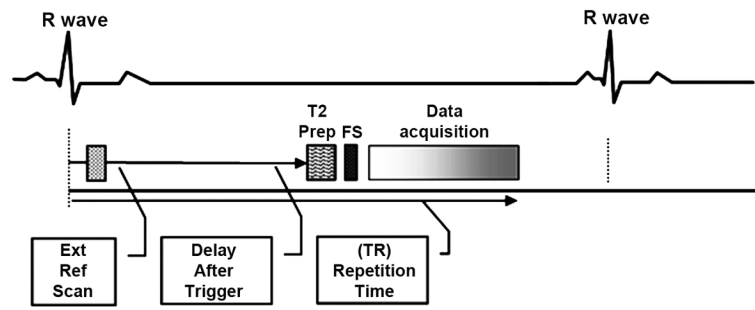 R wave
R wave
T2
Prep
FS
Data
acquisition
Ext
Ref
Scan
Delay
After
Trigger
(TR)
Repetition
Time